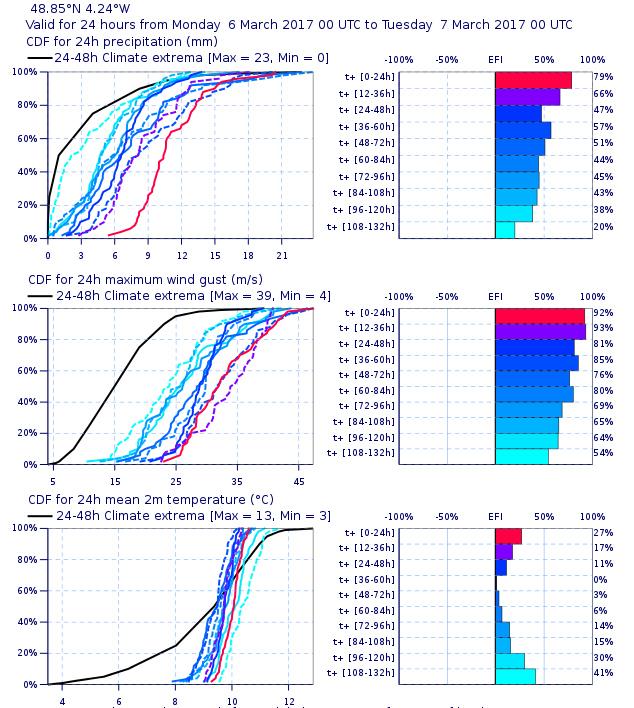 48.85°N 4.24°W
Valid for 24 hours from Monday 6 March 2017 00 UTC to Tuesday 7 March 2017 00 UTC
CDF for 24h precipitation (mm)
24-48h Climate extrema [Max = 23, Min = 0]
-100% -50% EFI 50% 100%
100%
80%
60%
40%
20%
0%
0 3 6 9 12 15 18 21
t+ [0-24h] 79%
t+ [12-36h] 66%
t+ [24-48h] 47%
t+ [36-60h] 57%
t+ [48-72h] 51%
t+ [60-84h] 44%
t+ [72-96h] 45%
t+ [84-108h] 43%
t+ [96-120h] 38%
t+ [108-132h] 20%
CDF for 24h maximum wind gust (m/s)
24-48h Climate extrema [Max = 39, Min = 4]
-100% -50% EFI 50% 100%
100%
80%
60%
40%
20%
0%
5 15 25 35 45
t+ [0-24h] 92%
t+ [12-36h] 93%
t+ [24-48h] 81%
t+ [36-60h] 85%
t+ [48-72h] 76%
t+ [60-84h] 80%
t+ [72-96h] 69%
t+ [84-108h] 65%
t+ [96-120h] 64%
t+ [108-132h] 54%
CDF for 24h mean 2m temperature (°C)
24-48h Climate extrema [Max = 13, Min = 3]
-100% -50% EFI 50% 100%
100%
80%
60%
40%
20%
0%
4 6 8 10 12
t+ [0-24h] 27%
t+ [12-36h] 17%
t+ [24-48h] 11%
t+ [36-60h] 0%
t+ [48-72h] 3%
t+ [60-84h] 6%
t+ [72-96h] 14%
t+ [84-108h] 15%
t+ [96-120h] 30%
t+ [108-132h] 41%